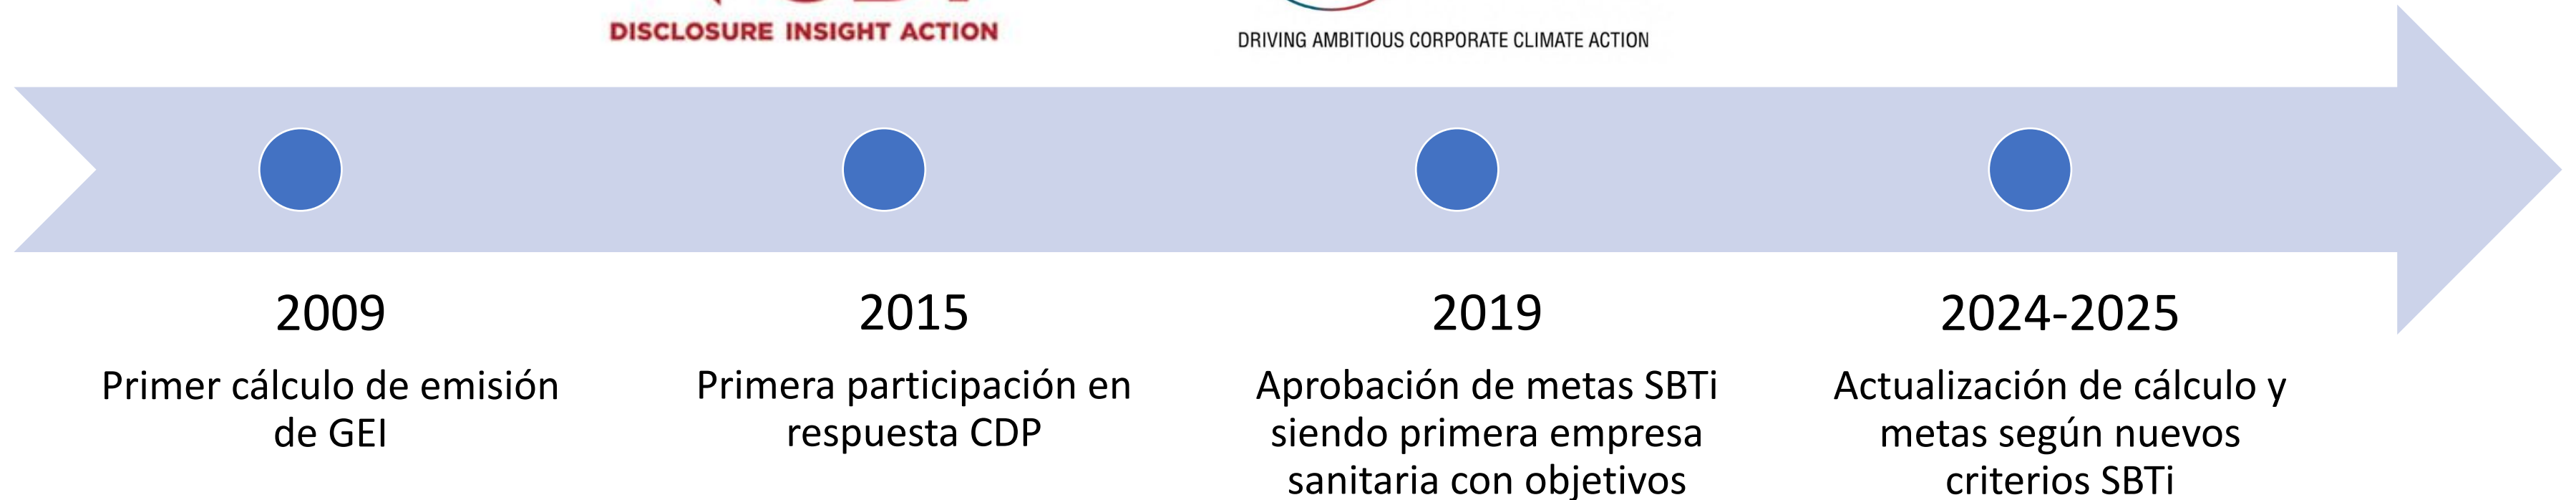 DISCLOSURE INSIGHT ACTION
DRIVING AMBITIOUS CORPORATE CLIMATE ACTION
2009
Primer cálculo de emisión
de GEI
2015
Primera participación en
respuesta CDP
2019
Aprobación de metas SBTi
siendo primera empresa
sanitaria con objetivos
2024-2025
Actualización de cálculo y
metas según nuevos
criterios SBTi